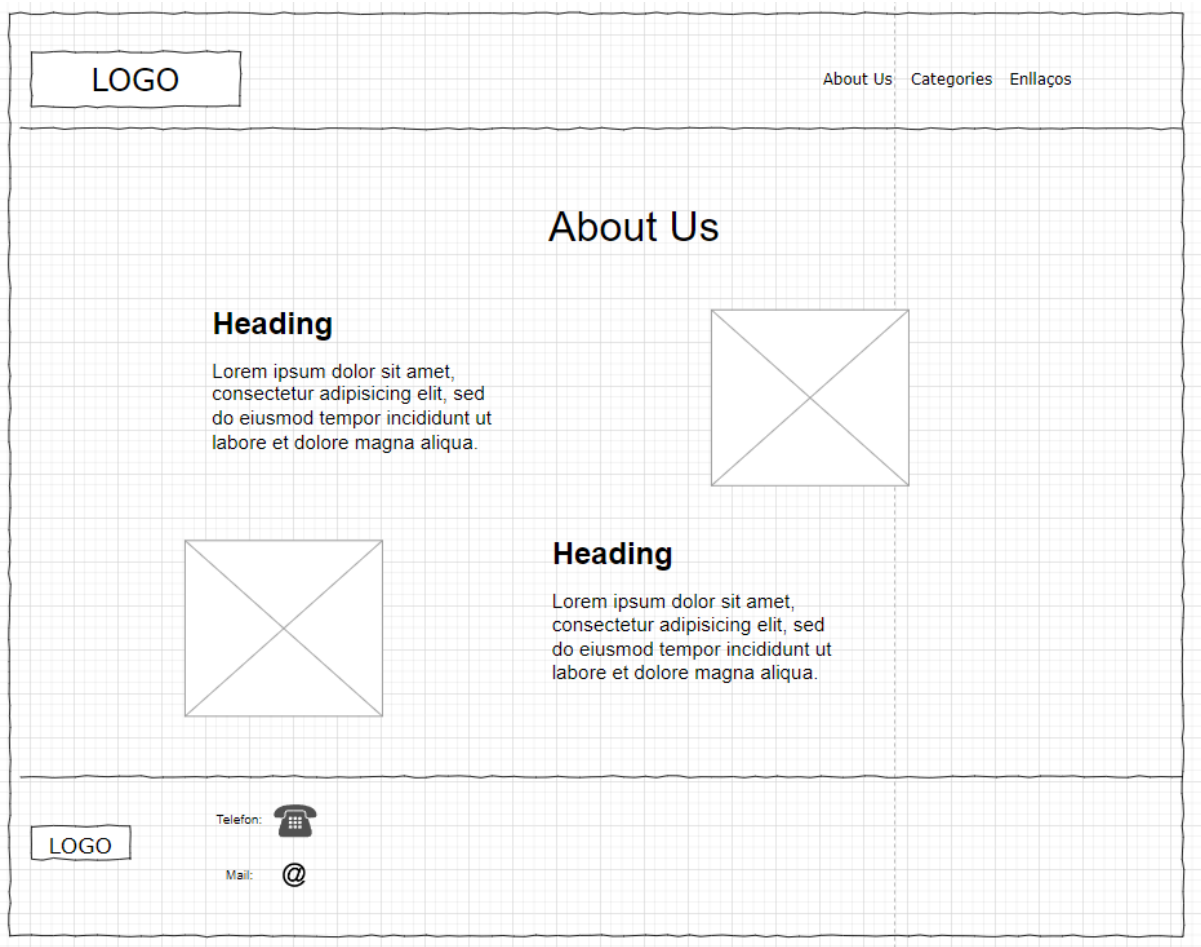 LOGO
About Us Categories Enllaços
About Us
Heading
Lorem ipsum dolor sit amet,
consectetur adipisicing elit, sed
do eiusmod tempor incididunt ut
labore et dolore magna aliqua.
Heading
Lorem ipsum dolor sit amet,
consectetur adipisicing elit, sed
do eiusmod tempor incididunt ut
labore et dolore magna aliqua.
LOGO
Telefon:
Mail: @